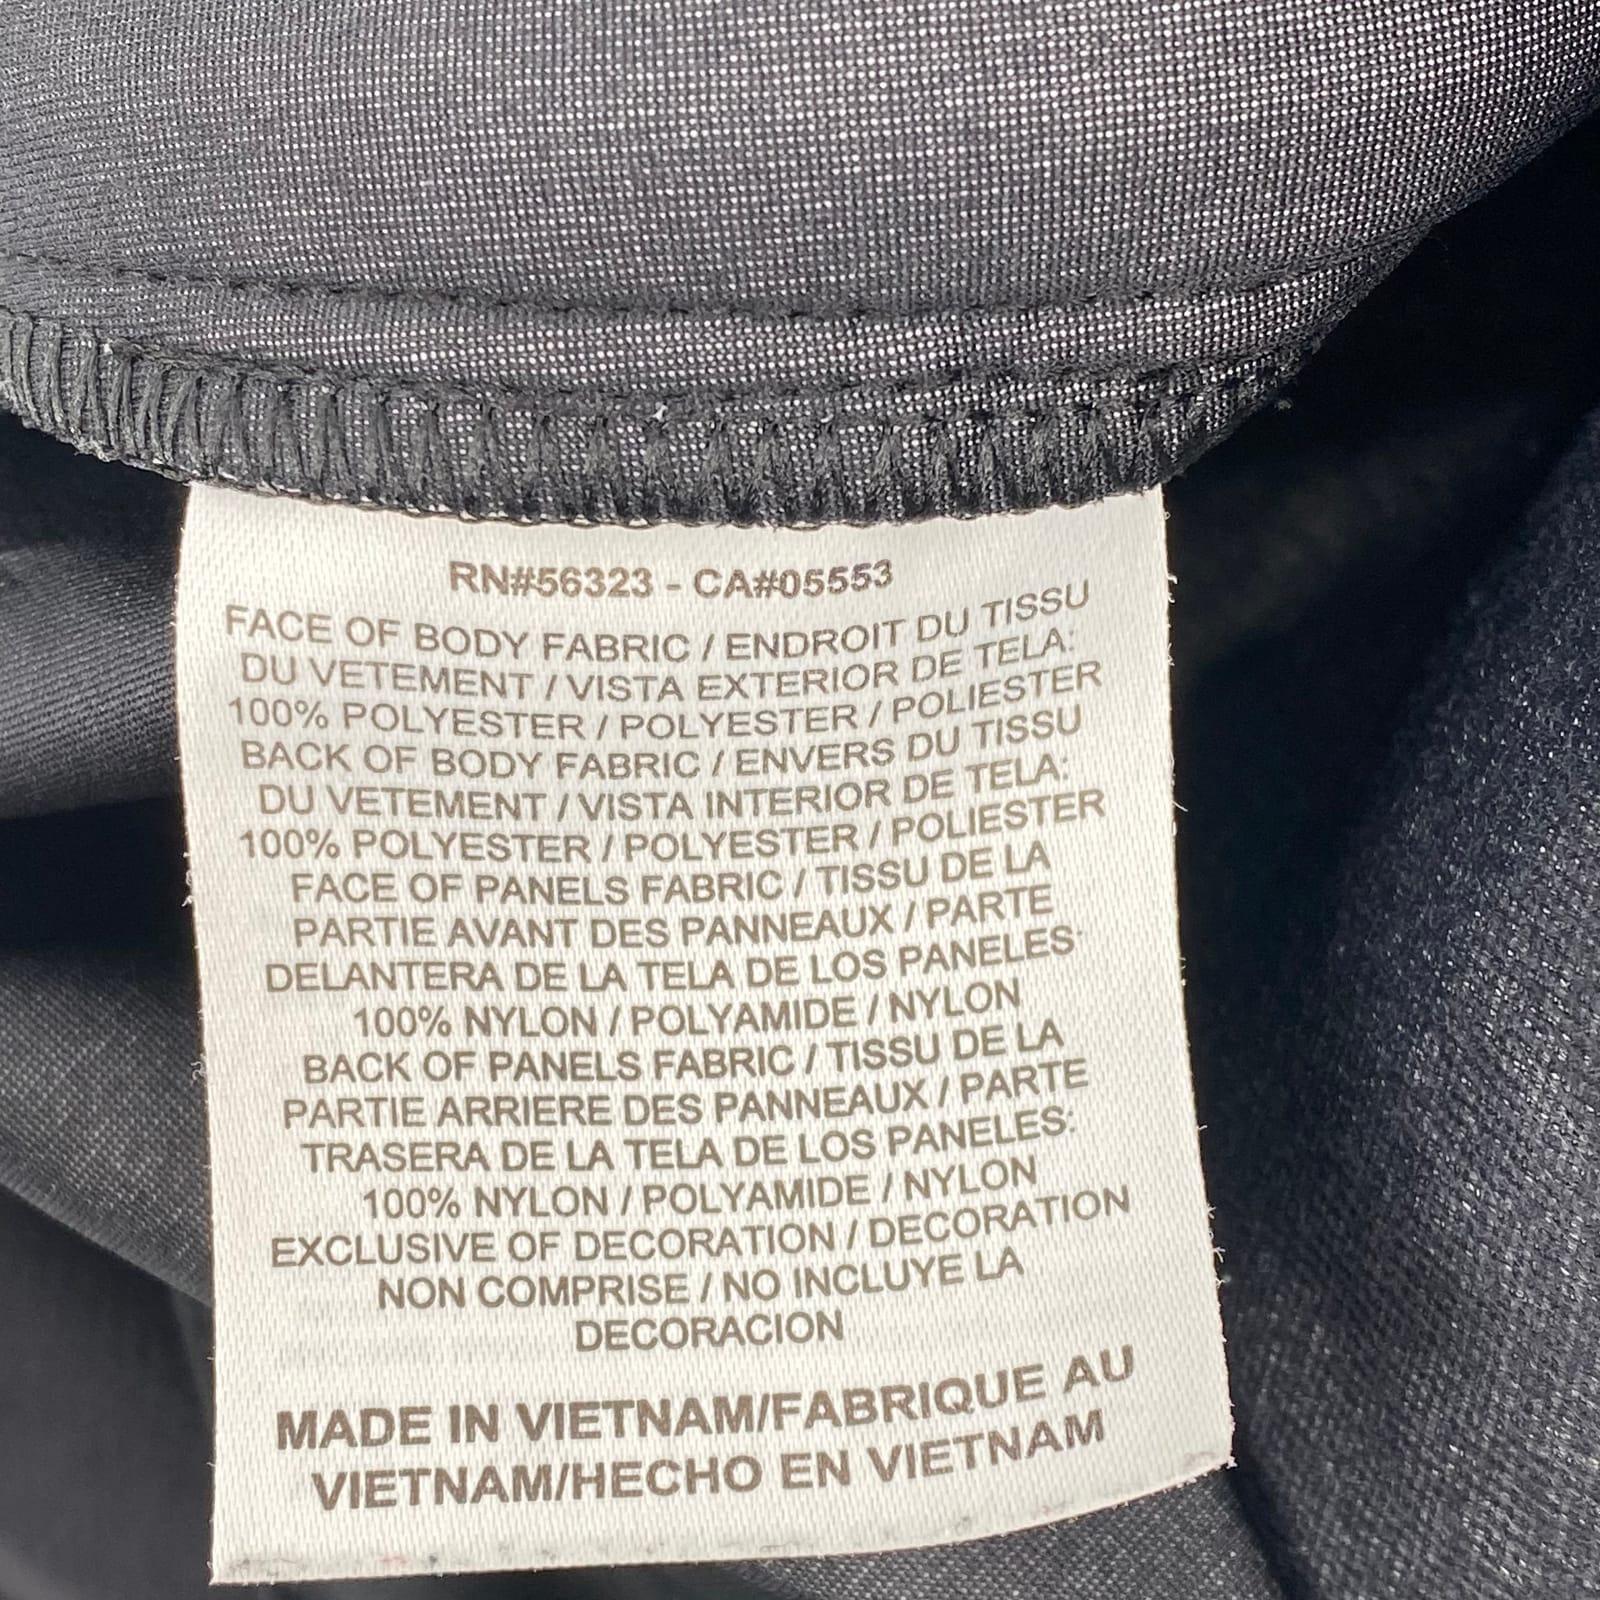 RN#56323 - CA#05553
FACE OF BODY FABRIC / ENDROIT DU TISSU
DU VETEMENT / VISTA EXTERIOR DE TELA:
100% POLYESTER / POLYESTER / POLIESTER
BACK OF BODY FABRIC / ENVERS DU TISSU
DU VETEMENT / VISTA INTERIOR DE TELA:
100% POLYESTER / POLYESTER / POLIESTER
FACE OF PANELS FABRIC / TISSU DE LA
PARTIE AVANT DES PANNEAUX / PARTE
DELANTERA DE LA TELA DE LOS PANELES:
100% NYLON / POLYAMIDE / NYLON
BACK OF PANELS FABRIC / TISSU DE LA
PARTIE ARRIERE DES PANNEAUX / PARTE
TRASERA DE LA TELA DE LOS PANELES:
100% NYLON / POLYAMIDE / NYLON
EXCLUSIVE OF DECORATION / DECORATION
NON COMPRISE / NO INCLUYE LA
DECORACION
MADE IN VIETNAM/FABRIQUE AU
VIETNAM/HECHO EN VIETNAM